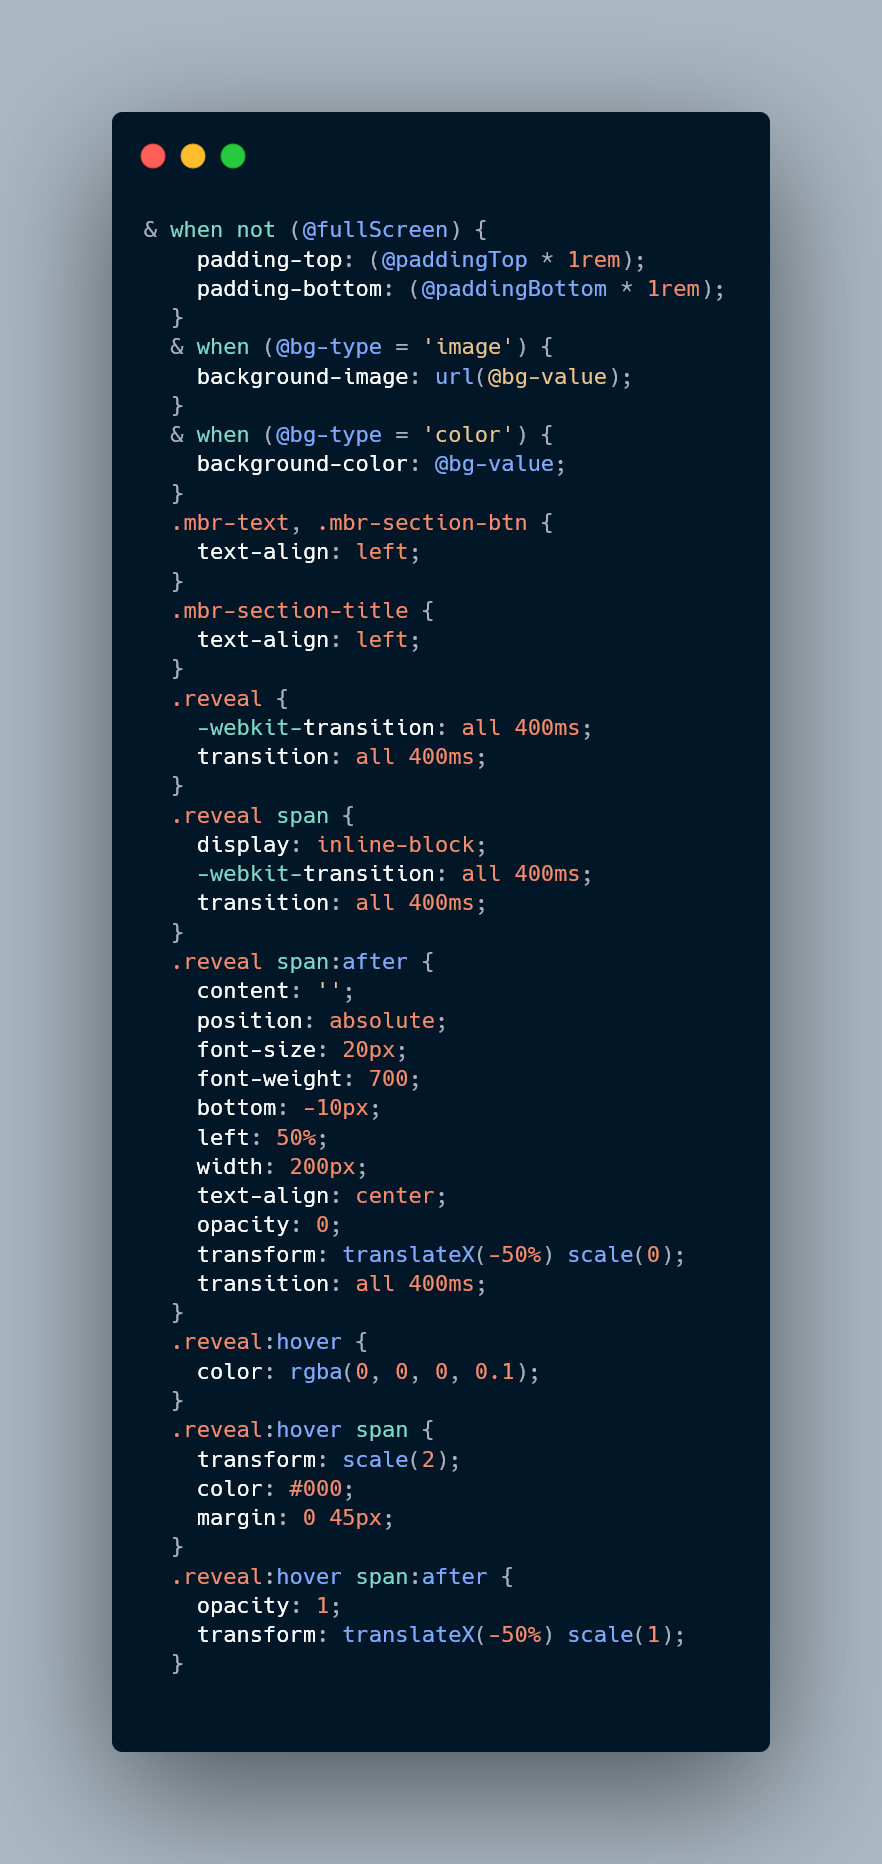 & when not (@fullScreen) {
    padding-top: (@paddingTop * 1rem);
    padding-bottom: (@paddingBottom * 1rem);
  }
  & when (@bg-type = 'image') {
    background-image: url(@bg-value);
  }
  & when (@bg-type = 'color') {
    background-color: @bg-value;
  }
  .mbr-text, .mbr-section-btn {
    text-align: left;
  }
  .mbr-section-title {
    text-align: left;
  }
  .reveal {
    -webkit-transition: all 400ms;
    transition: all 400ms;
  }
  .reveal span {
    display: inline-block;
    -webkit-transition: all 400ms;
    transition: all 400ms;
  }
  .reveal span:after {
    content: '';
    position: absolute;
    font-size: 20px;
    font-weight: 700;
    bottom: -10px;
    left: 50%;
    width: 200px;
    text-align: center;
    opacity: 0;
    transform: translateX(-50%) scale(0);
    transition: all 400ms;
  }
  .reveal:hover {
    color: rgba(0, 0, 0, 0.1);
  }
  .reveal:hover span {
    transform: scale(2);
    color: #000;
    margin: 0 45px;
  }
  .reveal:hover span:after {
    opacity: 1;
    transform: translateX(-50%) scale(1);
  }